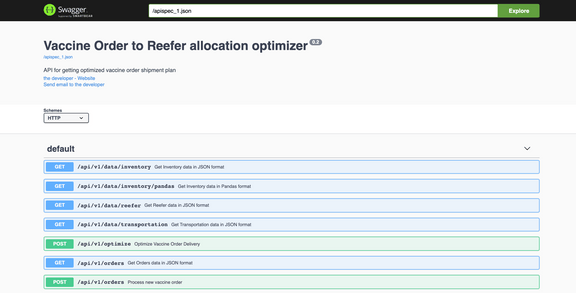 Swagger
/apispec_1.json
Explore
Vaccine Order to Reefer allocation optimizer 0.2
/apispec_1.json
API for getting optimized vaccine order shipment plan
the developer - Website
Send email to the developer
Schemes
HTTP
default
GET /api/v1/data/inventory Get Inventory data in JSON format
GET /api/v1/data/inventory/pandas Get Inventory data in Pandas format
GET /api/v1/data/reefer Get Reefer data in JSON format
GET /api/v1/data/transportation Get Transportation data in JSON format
POST /api/v1/optimize Optimize Vaccine Order Delivery
GET /api/v1/orders Get Orders data in JSON format
POST /api/v1/orders Process new vaccine order